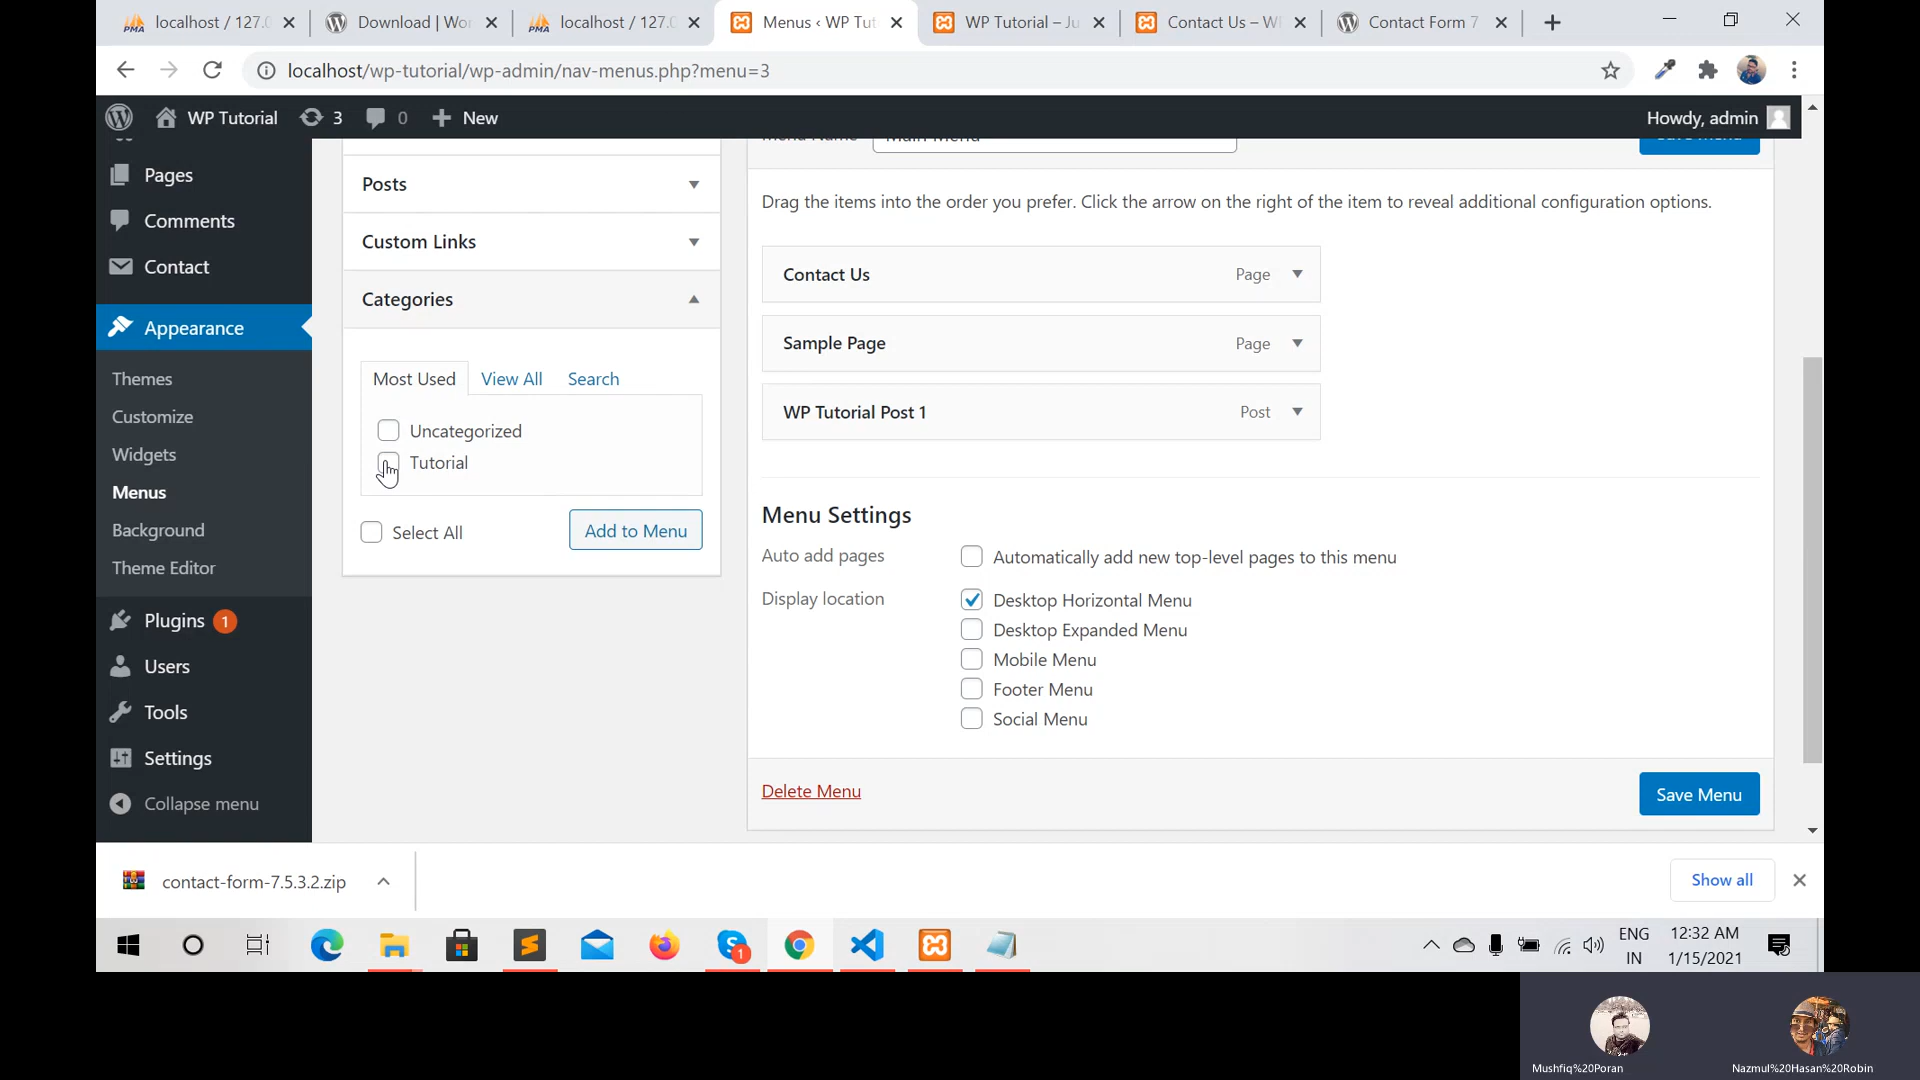 localhost / 127.0
Download | Wor
localhost / 127.0
Menus ‹ WP Tut
WP Tutorial – Ju
Contact Us – W
Contact Form 7
localhost/wp-tutorial/wp-admin/nav-menus.php?menu=3
WP Tutorial
3
0
New
Howdy, admin
Pages
Comments
Contact
Appearance
Themes
Customize
Widgets
Menus
Background
Theme Editor
Plugins 1
Users
Tools
Settings
Collapse menu
Posts
Custom Links
Categories
Most Used
View All
Search
Uncategorized
Tutorial
Select All
Add to Menu
Menu Name
Main Menu
Save Menu
Drag the items into the order you prefer. Click the arrow on the right of the item to reveal additional configuration options.
Contact Us Page
Sample Page Page
WP Tutorial Post 1 Post
Menu Settings
Auto add pages
Automatically add new top-level pages to this menu
Display location
Desktop Horizontal Menu
Desktop Expanded Menu
Mobile Menu
Footer Menu
Social Menu
Delete Menu
Save Menu
contact-form-7.5.3.2.zip
Show all
1
ENG
IN
12:32 AM
1/15/2021
Mushfiq%20Poran
Nazmul%20Hasan%20Robin